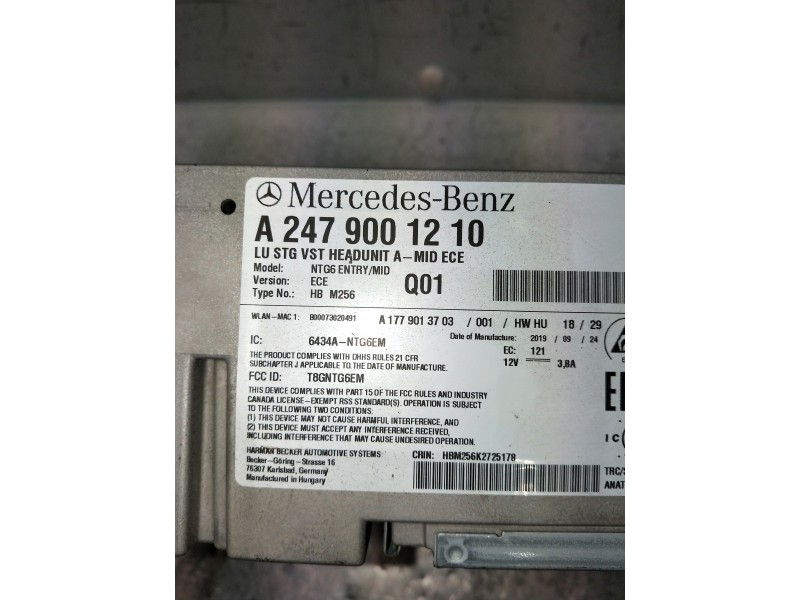 Mercedes-Benz
A 247 900 12 10
LU STG VST HEADUNIT A-MID ECE
Model: NTG6 ENTRY/MID
Version: ECE Q01
Type No.: HB M256
WLAN-MAC 1: B00073020491 A 177 901 37 03 / 001 / HW HU 18 / 29
Date of Manufacture: 2019 / 09 / 24
IC: 6434A-NTG6EM EC: 121
12V 3,8A
THE PRODUCT COMPLIES WITH DHHS RULES 21 CFR
SUBCHAPTER J APPLICABLE TO THE DATE OF MANUFACTURE.
FCC ID: T8GNTG6EM
THIS DEVICE COMPLIES WITH PART 15 OF THE FCC RULES AND INDUSTRY
CANADA LICENSE-EXEMPT RSS STANDARD(S). OPERATION IS SUBJECT
TO THE FOLLOWING TWO CONDITIONS:
(1) THIS DEVICE MAY NOT CAUSE HARMFUL INTERFERENCE, AND
(2) THIS DEVICE MUST ACCEPT ANY INTERFERENCE RECEIVED,
INCLUDING INTERFERENCE THAT MAY CAUSE UNDESIRED OPERATION.
IC
HARMAN BECKER AUTOMOTIVE SYSTEMS CRIN: HBM256K2725178
Becker-Göring-Strasse 16
76307 Karlsbad, Germany
Manufactured in Hungary
TRC/S
ANAT